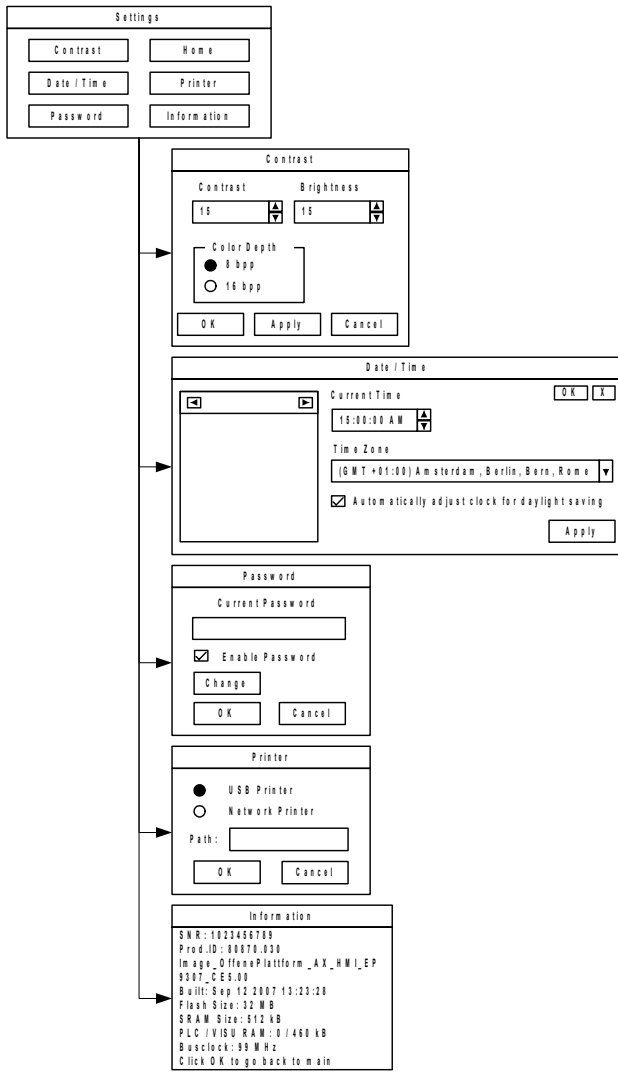 Settings
Contrast
Home
Date / Time
Printer
Password
Information
Contrast
Contrast
Brightness
15
15
Color Depth
8 bpp
16 bpp
OK
Apply
Cancel
Date / Time
Current Time
OK
X
15:00:00 AM
Time Zone
(GMT +01:00) Amsterdam, Berlin, Bern, Rome
Automatically adjust clock for daylight saving
Apply
Password
Current Password
Enable Password
Change
OK
Cancel
Printer
USB Printer
Network Printer
Path:
OK
Cancel
Information
SNR: 1023456789
Prod.ID: 80870.030
Image_OffenePlattform_AX_HMI_EP
9307_CE5.00
Built: Sep 12 2007 13:23:28
Flash Size: 32 MB
SRAM Size: 512 kB
PLC / VISU RAM: 0 / 460 kB
Busclock: 99 MHz
Click OK to go back to main